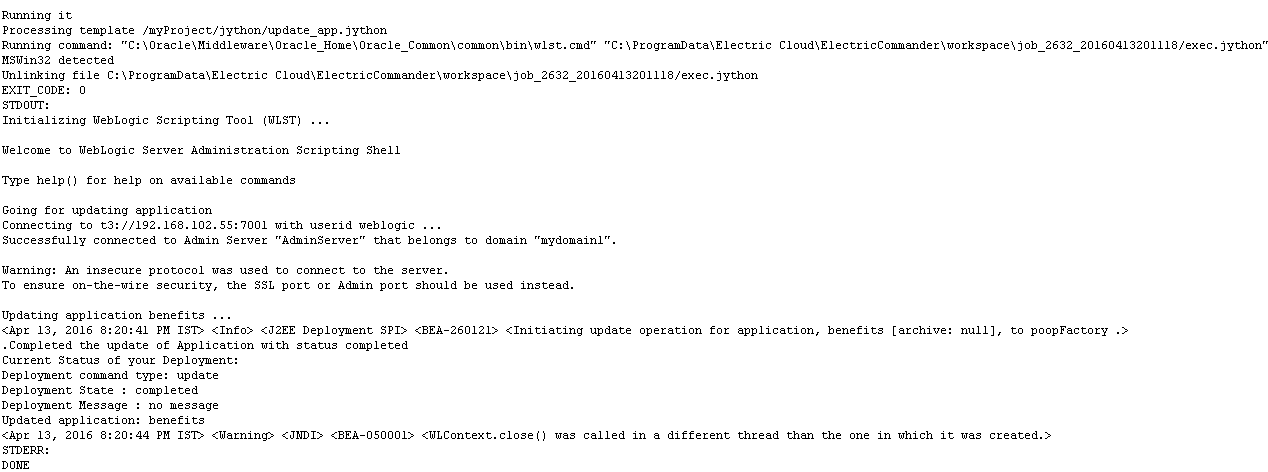 Running it
Processing template /myProject/jython/update_app.jython
Running command: "C:\Oracle\Middleware\Oracle_Home\Oracle_Common\common\bin\wlst.cmd" "C:\ProgramData\Electric Cloud\ElectricCommander\workspace\job_2632_20160413201118/exec.jython"
MSWin32 detected
Unlinking file C:\ProgramData\Electric Cloud\ElectricCommander\workspace\job_2632_20160413201118/exec.jython
EXIT_CODE: 0
STDOUT:
Initializing WebLogic Scripting Tool (WLST) ...
Welcome to WebLogic Server Administration Scripting Shell
Type help() for help on available commands
Going for updating application
Connecting to t3://192.168.102.55:7001 with userid weblogic ...
Successfully connected to Admin Server "AdminServer" that belongs to domain "mydomain1".
Warning: An insecure protocol was used to connect to the server.
To ensure on-the-wire security, the SSL port or Admin port should be used instead.
Updating application benefits ...
<Apr 13, 2016 8:20:41 PM IST> <Info> <J2EE Deployment SPI> <BEA-260121> <Initiating update operation for application, benefits [archive: null], to poopFactory .>
.Completed the update of Application with status completed
Current Status of your Deployment:
Deployment command type: update
Deployment State : completed
Deployment Message : no message
Updated application: benefits
<Apr 13, 2016 8:20:44 PM IST> <Warning> <JNDI> <BEA-050001> <WLContext.close() was called in a different thread than the one in which it was created.>
STDERR:
DONE